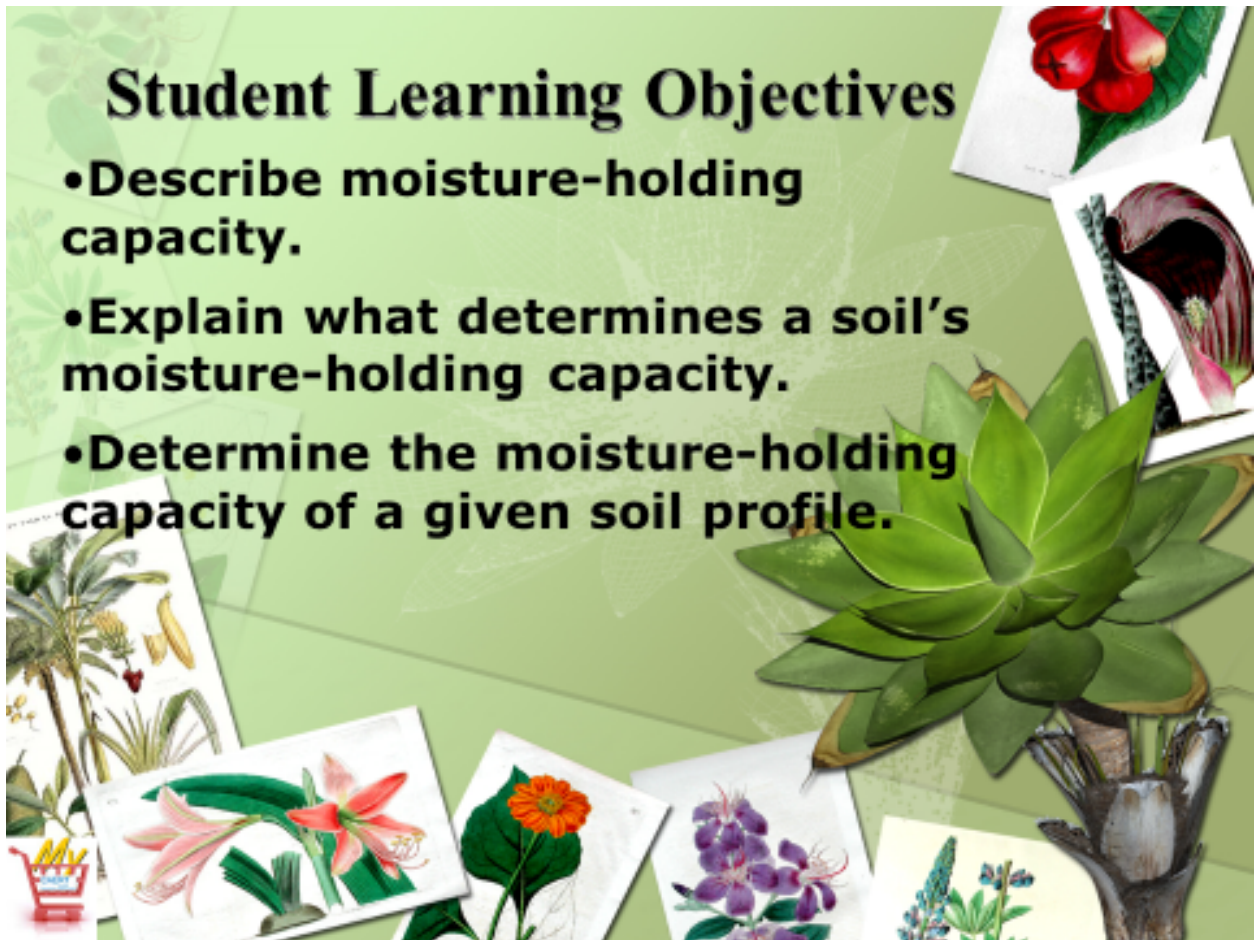 Student Learning Objectives
•Describe moisture-holding
capacity.
•Explain what determines a soil’s
moisture-holding capacity.
•Determine the moisture-holding
capacity of a given soil profile.
My